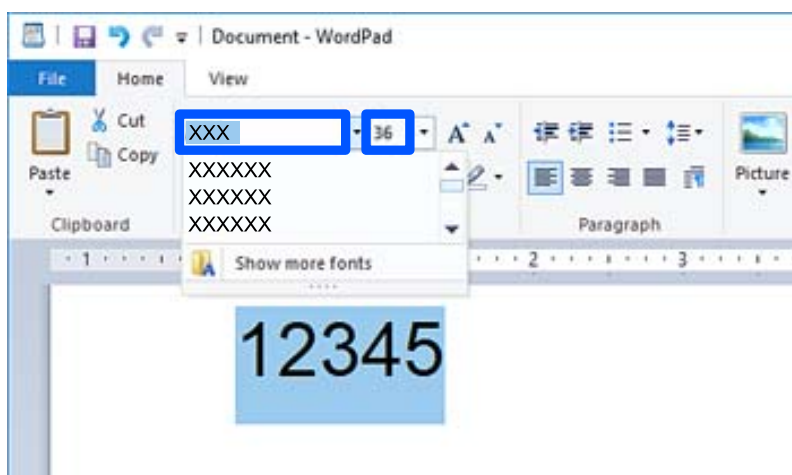 Document - WordPad
File Home View
Cut
Copy
Paste
Clipboard
XXX
36
A A
XXXXXX
XXXXXX
XXXXXX
Show more fonts
Paragraph
Picture
1 2 3
12345